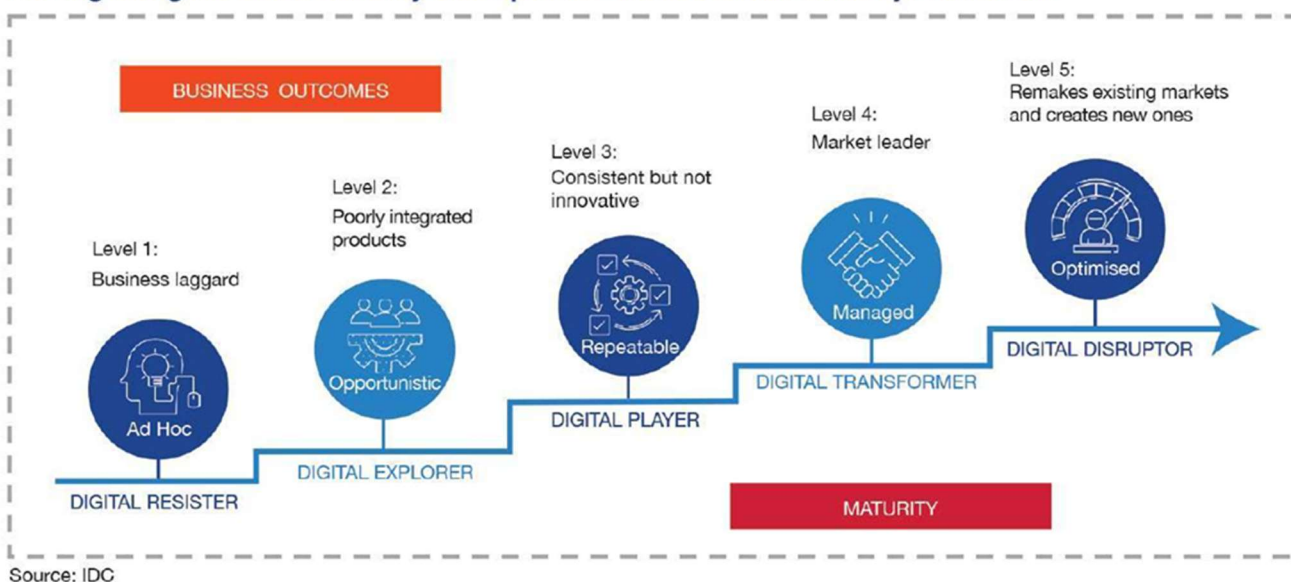 BUSINESS OUTCOMES
Level 1:
Business laggard
Ad Hoc
DIGITAL RESISTER
Level 2:
Poorly integrated
products
Opportunistic
DIGITAL EXPLORER
Level 3:
Consistent but not
innovative
Repeatable
DIGITAL PLAYER
Level 4:
Market leader
Managed
DIGITAL TRANSFORMER
Level 5:
Remakes existing markets
and creates new ones
Optimised
DIGITAL DISRUPTOR
MATURITY
Source: IDC